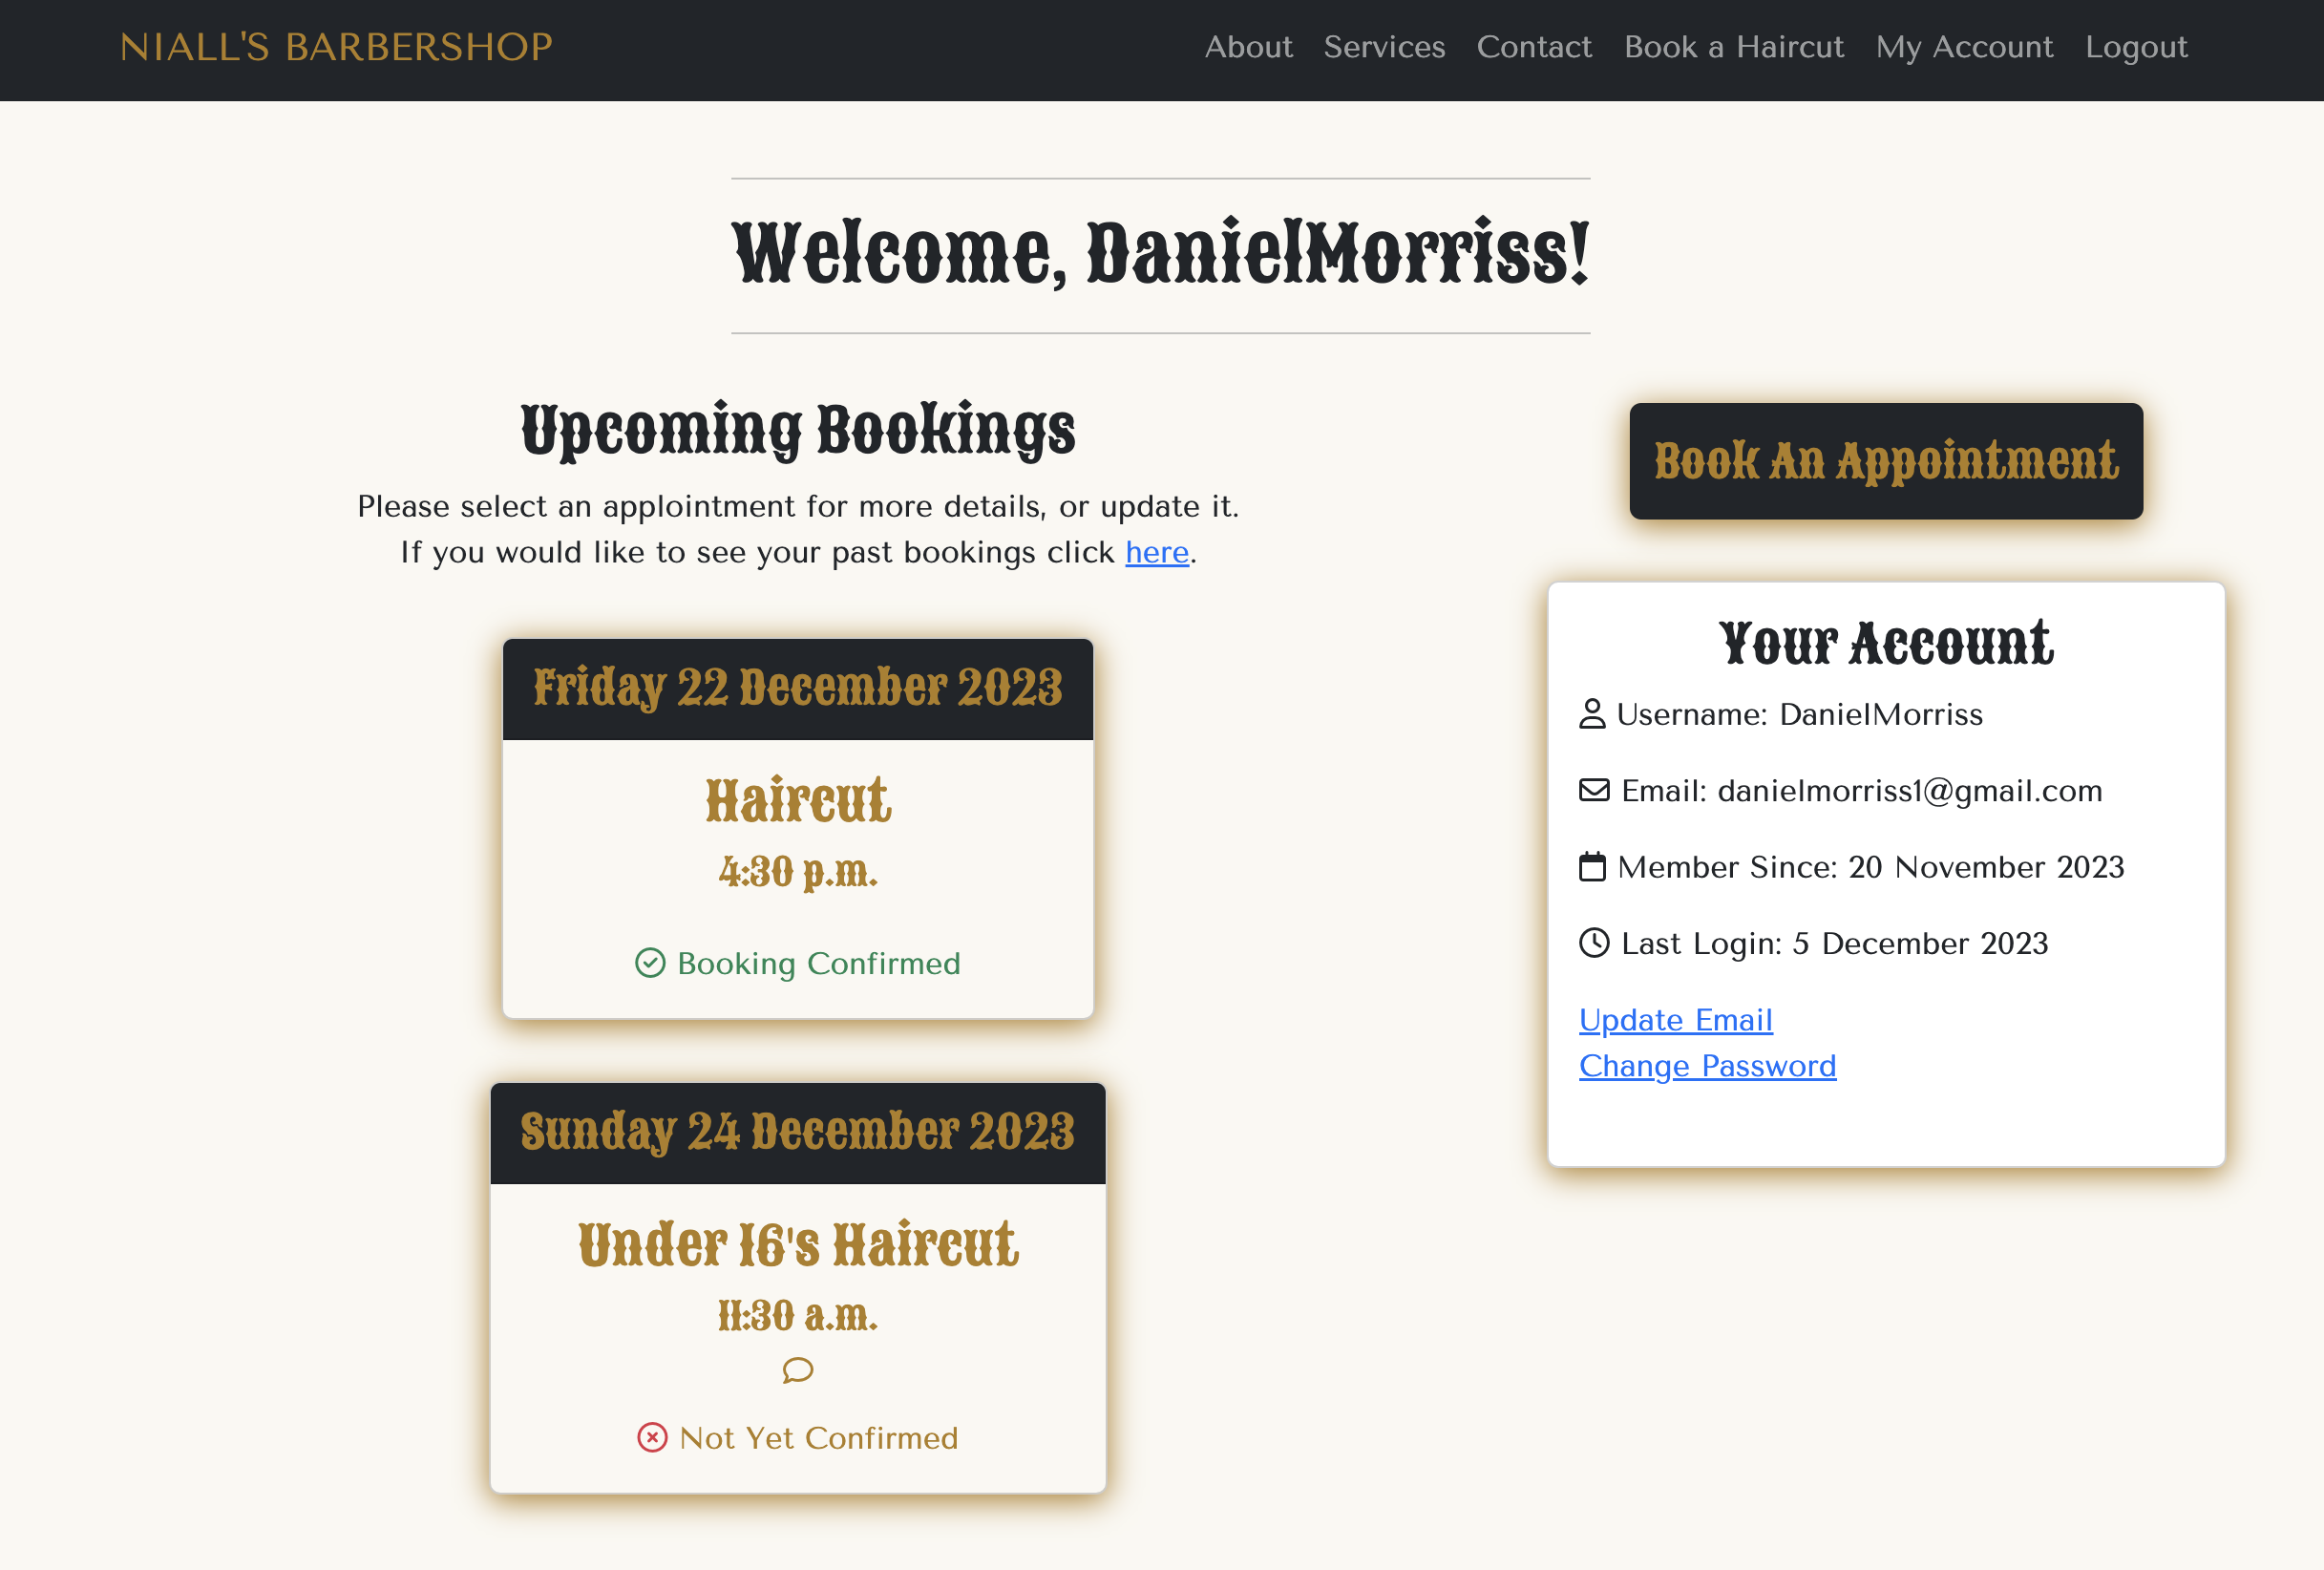 NIALL'S BARBERSHOP
About Services Contact Book a Haircut My Account Logout
Welcome, DanielMorriss!
Upcoming Bookings
Please select an applointment for more details, or update it.
If you would like to see your past bookings click here.
Friday 22 December 2023
Haircut
4:30 p.m.
Booking Confirmed
Sunday 24 December 2023
Under 16's Haircut
11:30 a.m.
Not Yet Confirmed
Book An Appointment
Your Account
Username: DanielMorriss
Email: danielmorriss1@gmail.com
Member Since: 20 November 2023
Last Login: 5 December 2023
Update Email
Change Password